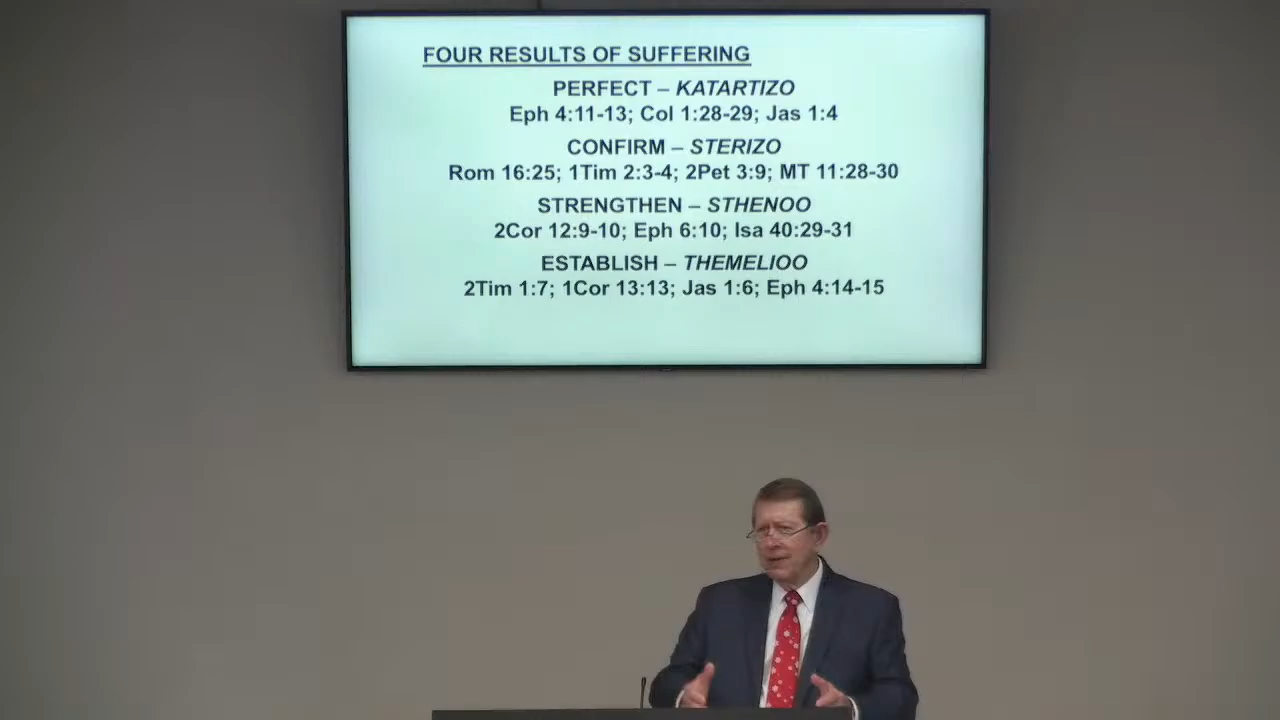 FOUR RESULTS OF SUFFERING
PERFECT – KATARTIZO
Eph 4:11-13; Col 1:28-29; Jas 1:4
CONFIRM – STERIZO
Rom 16:25; 1Tim 2:3-4; 2Pet 3:9; MT 11:28-30
STRENGTHEN – STHENOO
2Cor 12:9-10; Eph 6:10; Isa 40:29-31
ESTABLISH – THEMELIOO
2Tim 1:7; 1Cor 13:13; Jas 1:6; Eph 4:14-15